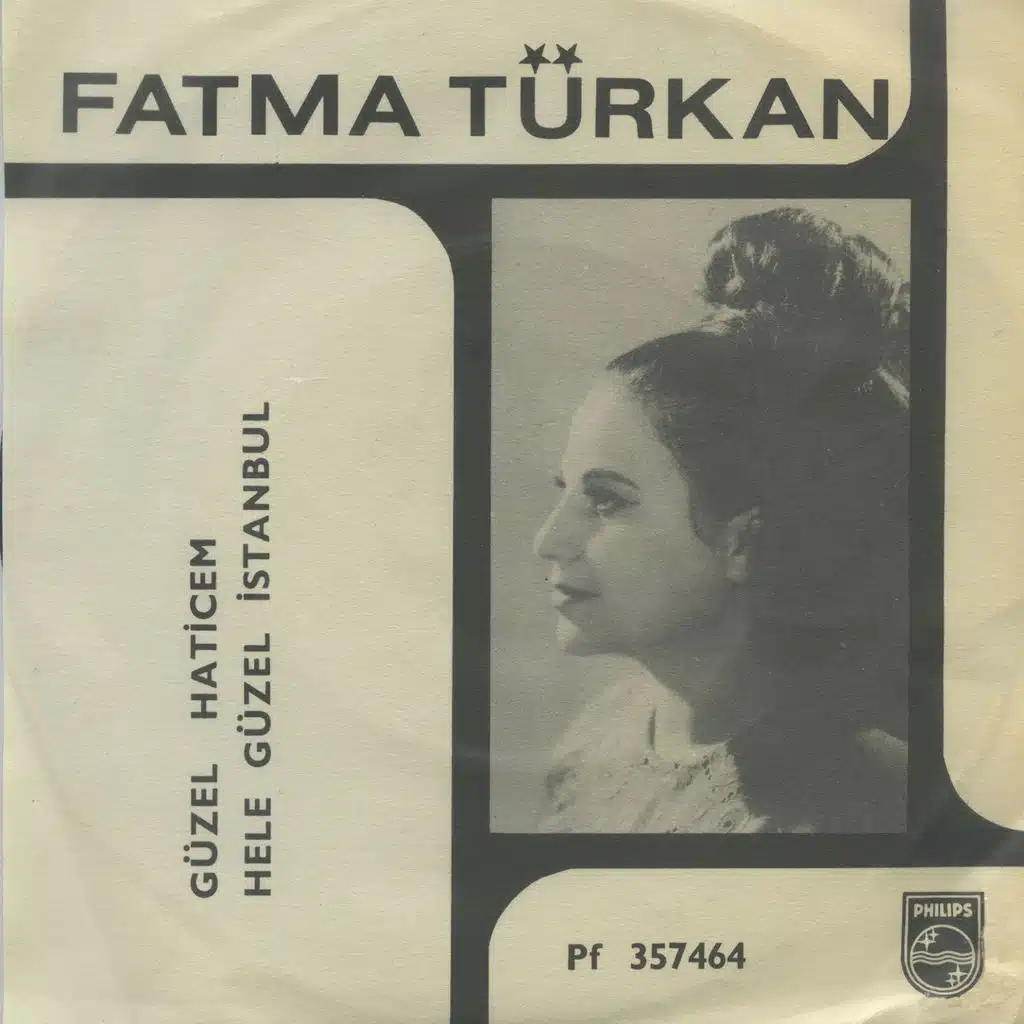 FATMA TÜRKAN
GÜZEL HATİCEM
HELE GÜZEL İSTANBUL
Pf 357464
PHILIPS